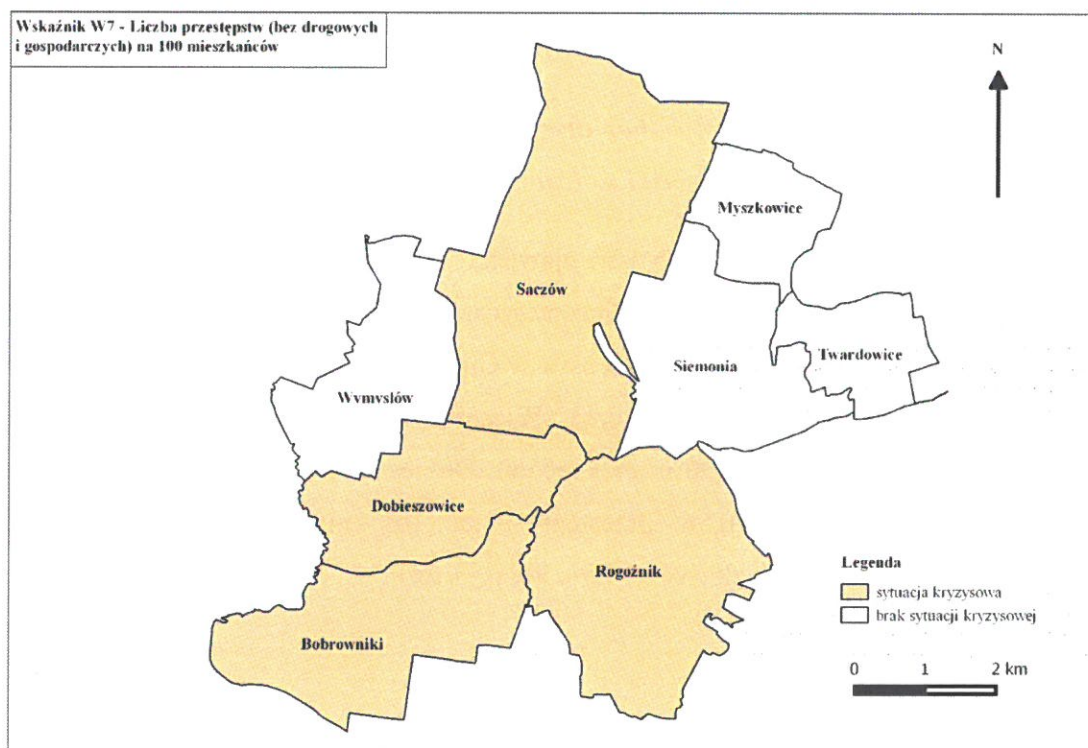 Wskaźnik W7 - Liczba przestępstw (bez drogowych
i gospodarczych) na 100 mieszkańców
N
Myszkowice
Sączów
Siemonia
Twardowice
Wymysłów
Dobieszowice
Rogoźnik
Bobrowniki
Legenda
sytuacja kryzysowa
brak sytuacji kryzysowej
0 1 2 km